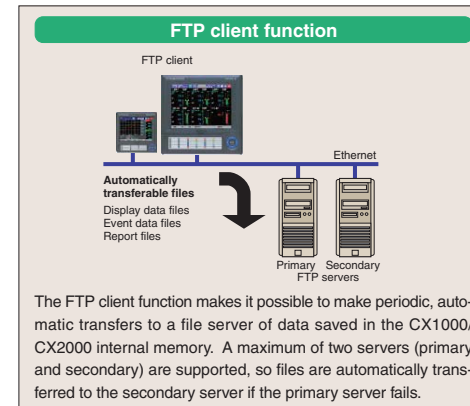 FTP client function
FTP client
Ethernet
Automatically
transferable files
Display data files
Event data files
Report files
Primary Secondary
FTP servers
The FTP client function makes it possible to make periodic, auto-
matic transfers to a file server of data saved in the CX1000/
CX2000 internal memory. A maximum of two servers (primary
and secondary) are supported, so files are automatically trans-
ferred to the secondary server if the primary server fails.